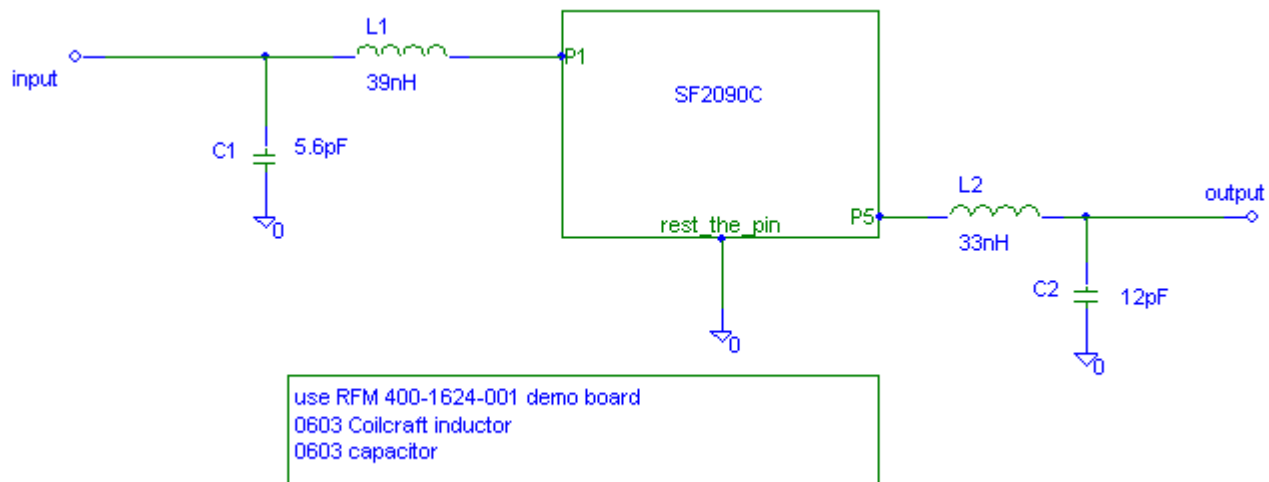 L1
input
39nH
P1
SF2090C
C1
5.6pF
0
rest_the_pin
P5
L2
33nH
output
C2
12pF
0
0
use RFM 400-1624-001 demo board
0603 Coilcraft inductor
0603 capacitor